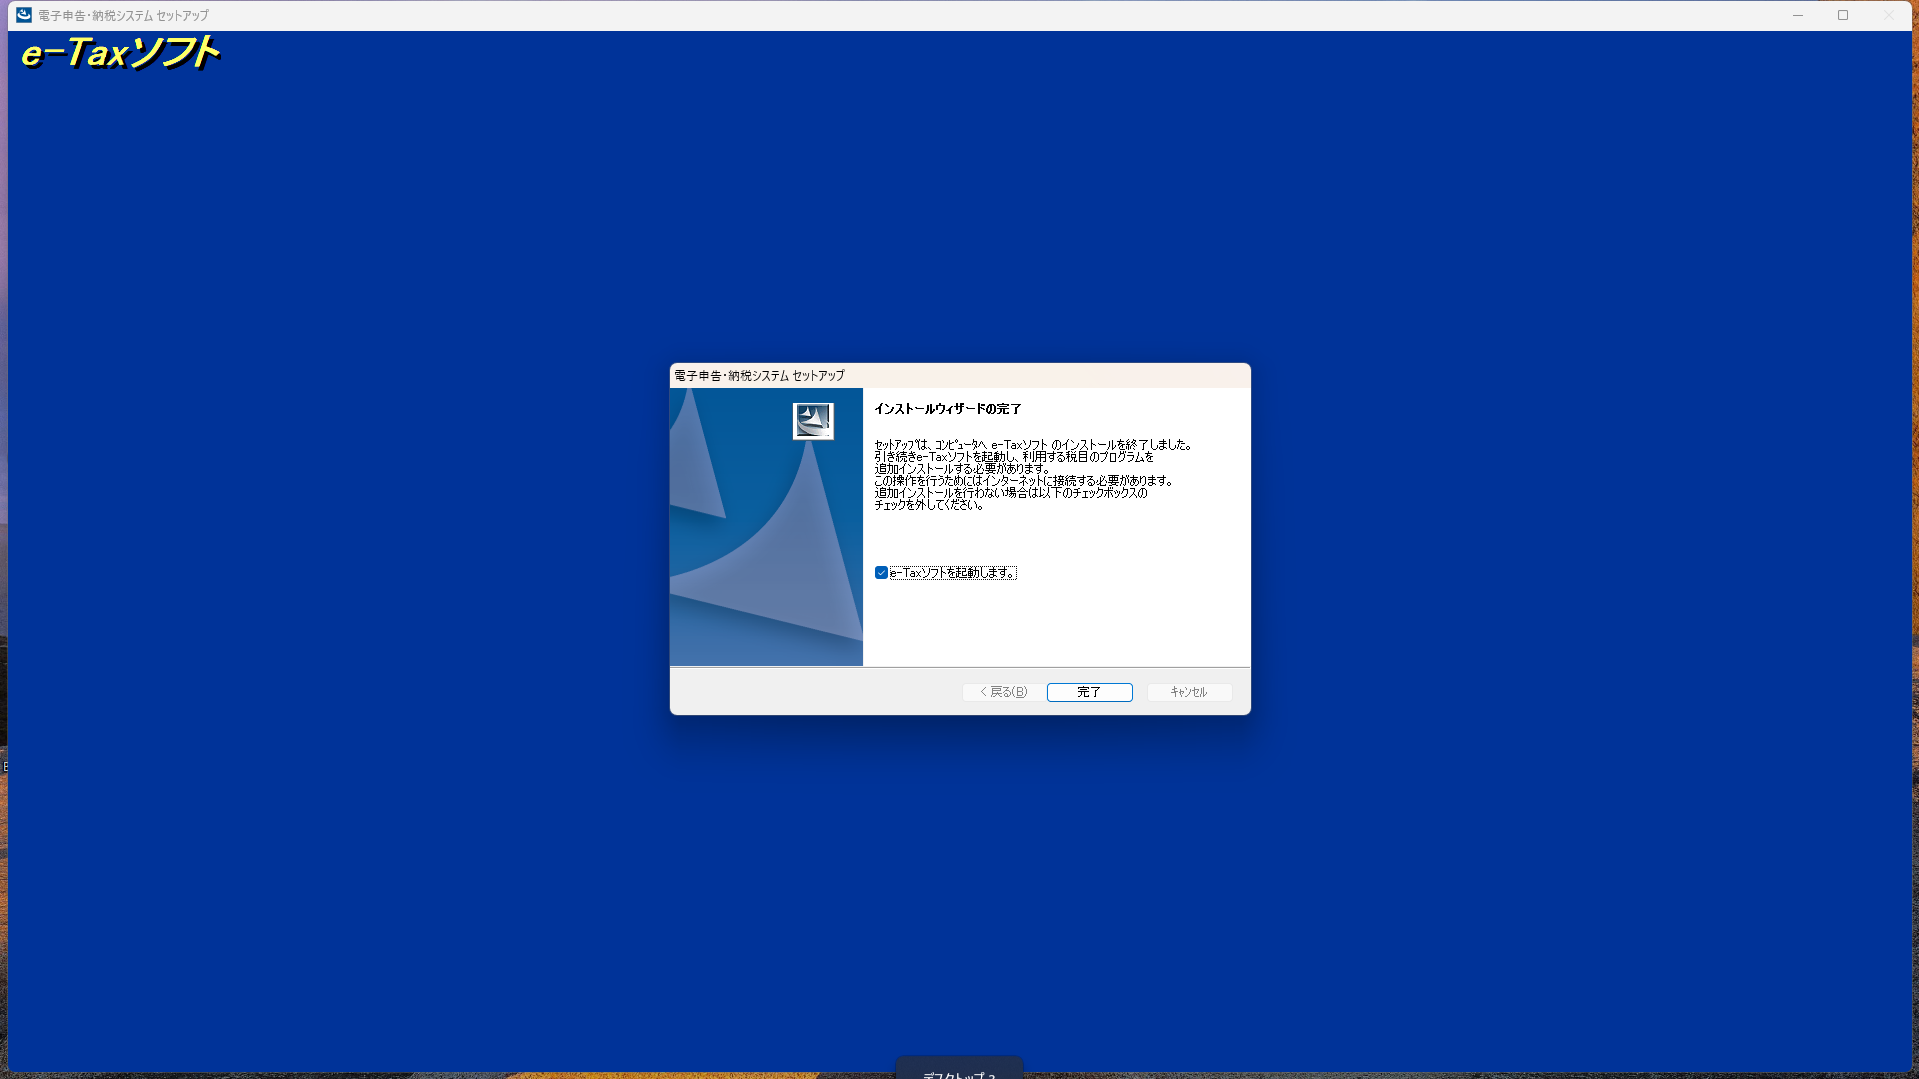 電子申告・納税システム セットアップ
e-Taxソフト
電子申告・納税システム セットアップ
インストールウィザードの完了
セットアップは、コンピュータへ e-Taxソフト のインストールを終了しました。
引き続きe-Taxソフトを起動し、利用する税目のプログラムを
追加インストールする必要があります。
この操作を行うためにはインターネットに接続する必要があります。
追加インストールを行わない場合は以下のチェックボックスの
チェックを外してください。
e-Taxソフトを起動します。
< 戻る(B)
完了
キャンセル
デスクトップ 2